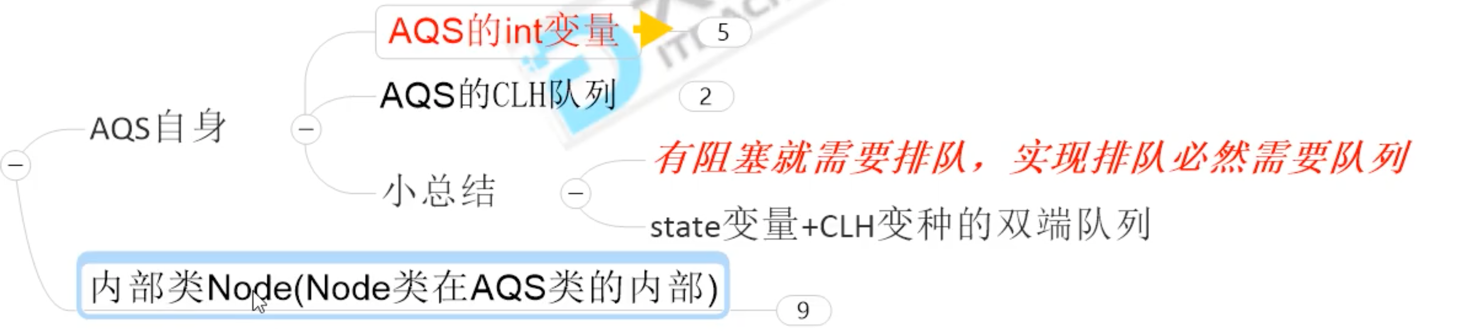 AQS的int变量
5
AQS的CLH队列
2
AQS自身
有阻塞就需要排队，实现排队必然需要队列
小总结
state变量+CLH变种的双端队列
内部类Node(Node类在AQS类的内部)
9